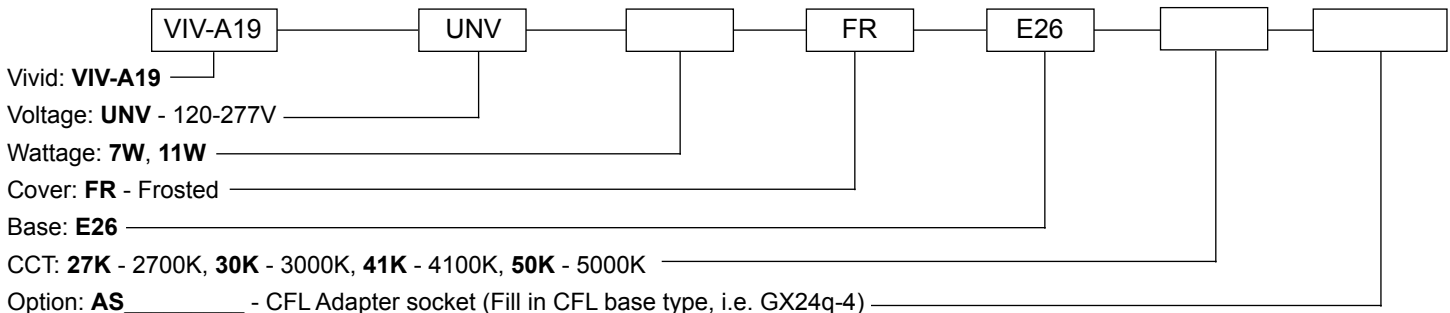 VIV-A19 UNV FR E26
Vivid: VIV-A19
Voltage: UNV - 120-277V
Wattage: 7W, 11W
Cover: FR - Frosted
Base: E26
CCT: 27K - 2700K, 30K - 3000K, 41K - 4100K, 50K - 5000K
Option: AS_________ - CFL Adapter socket (Fill in CFL base type, i.e. GX24q-4)